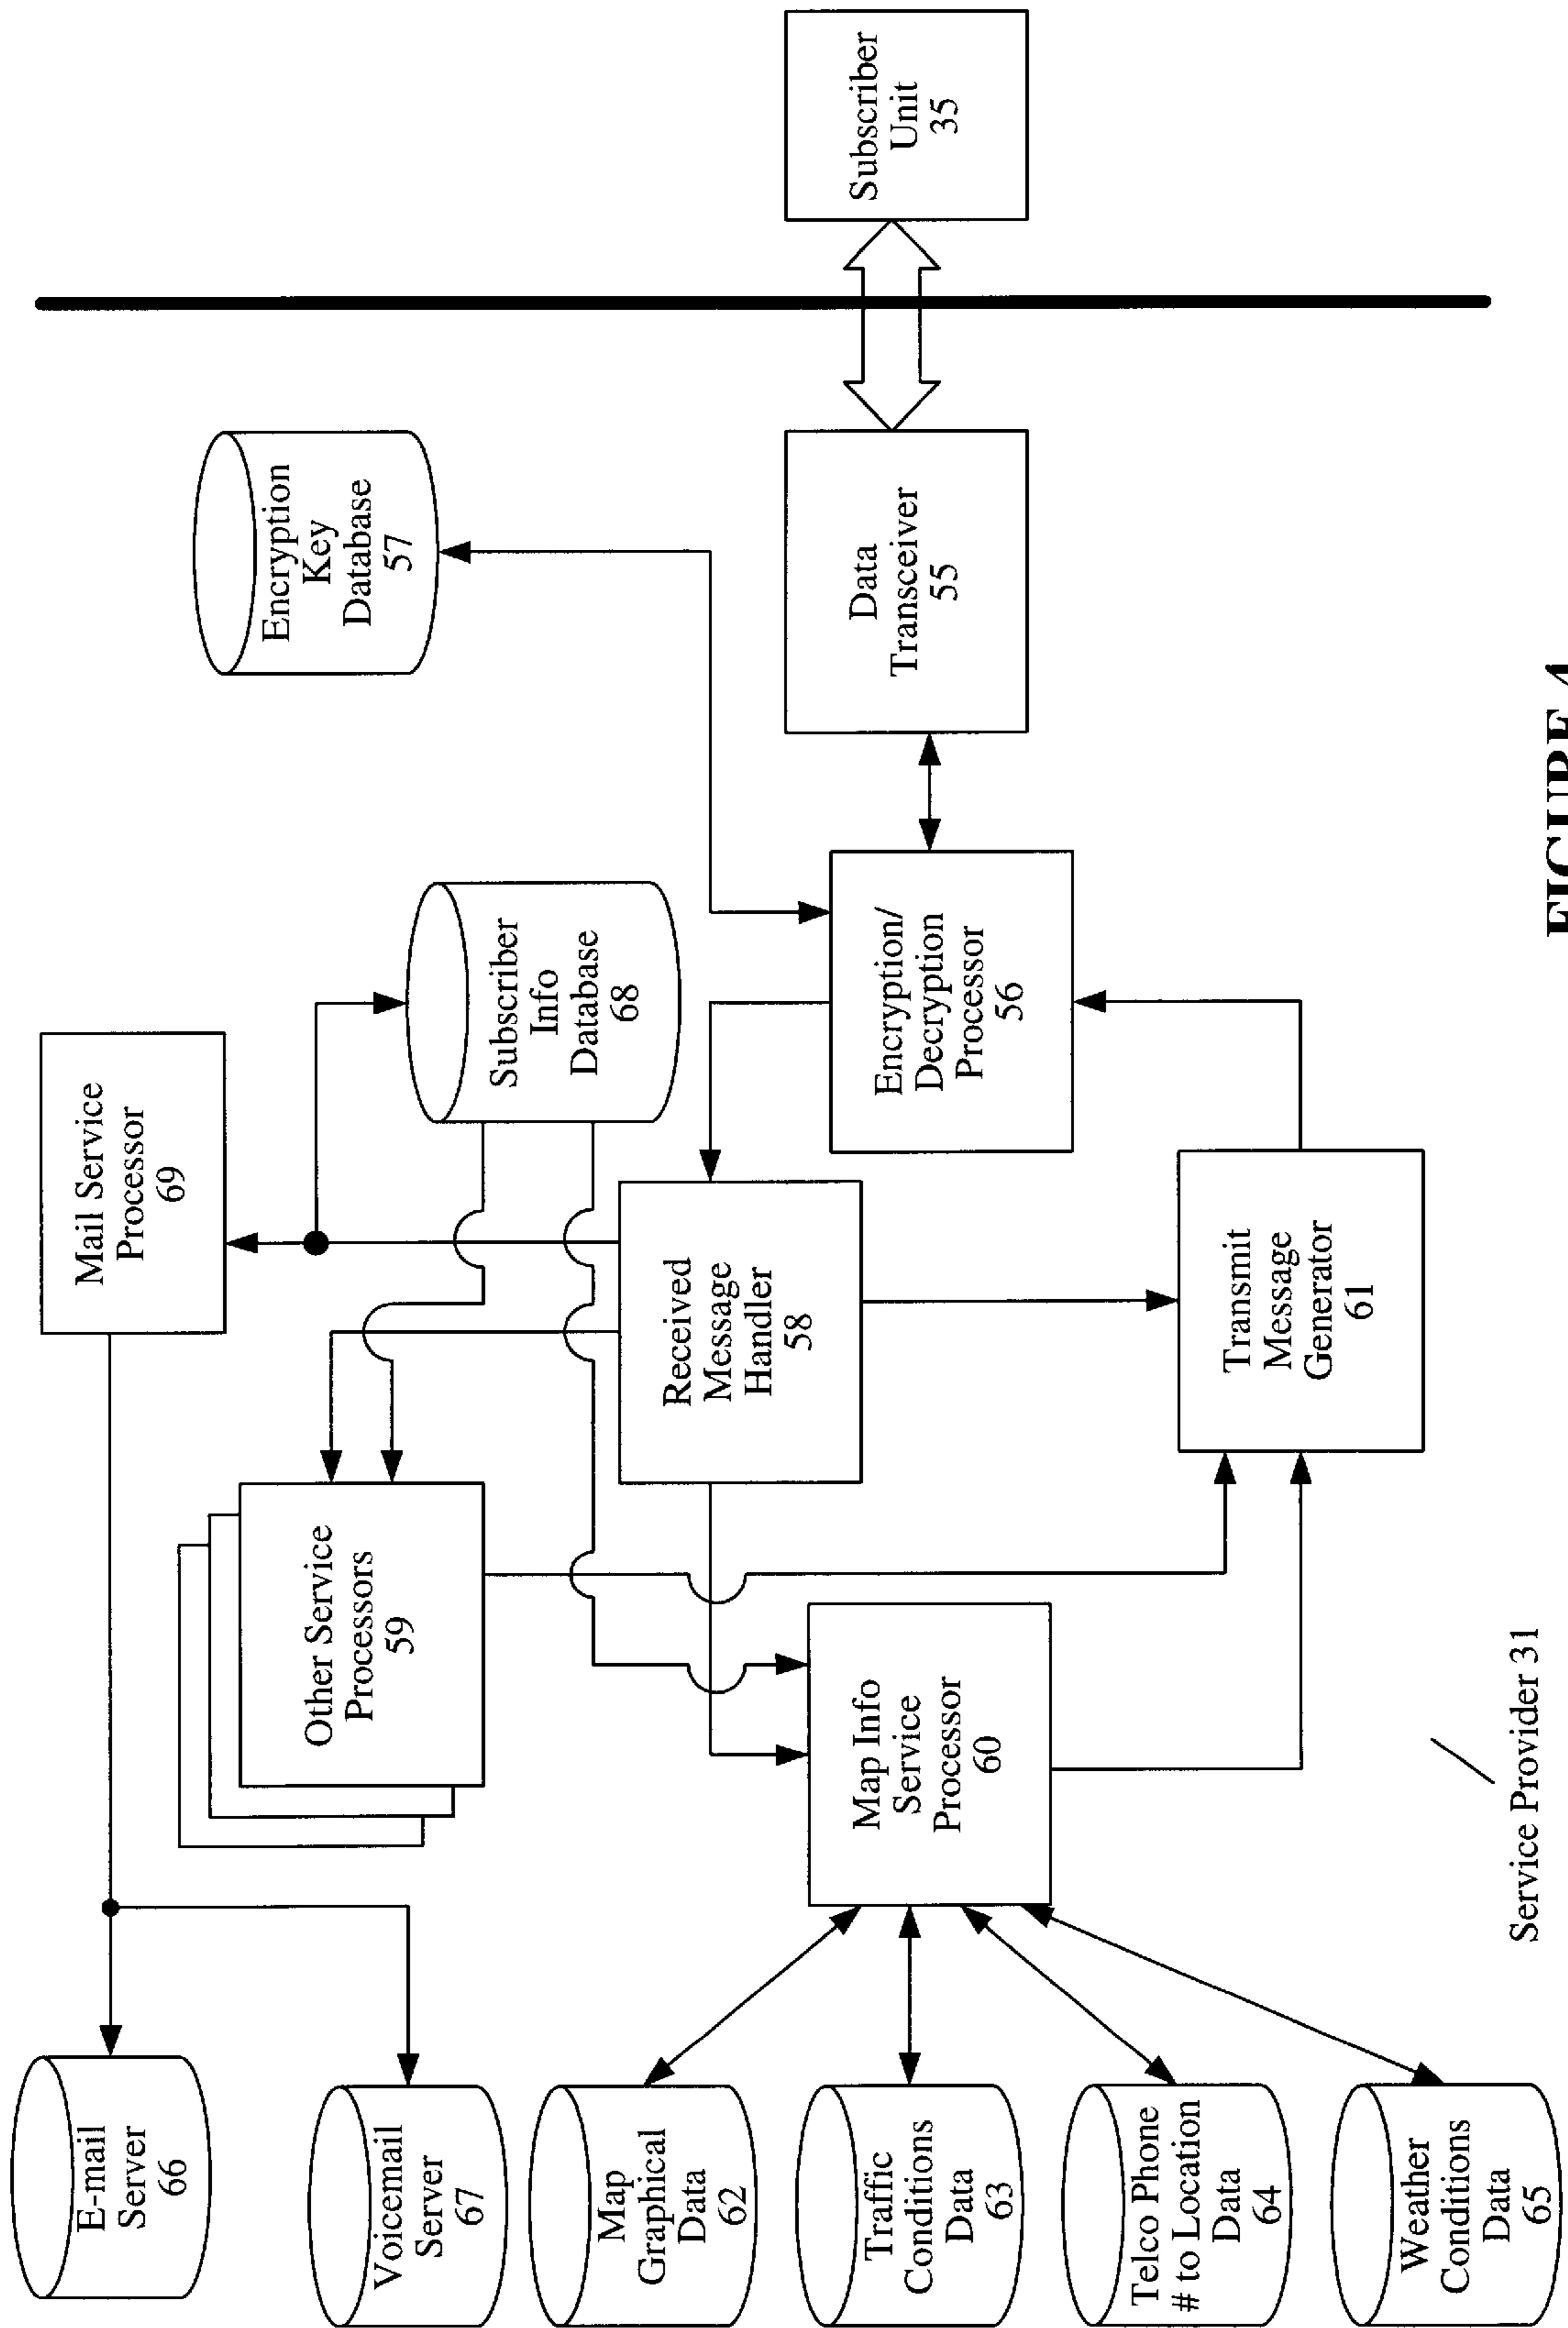 E-mail
Server
66
Mail Service
Processor
69
Voicemail
Server
67
Other Service
Processors
59
Subscriber
Info
Database
68
Encryption
Key
Database
57
Map
Graphical
Data
62
Received
Message
Handler
58
Traffic
Conditions
Data
63
Map Info
Service
Processor
60
Encryption/
Decryption
Processor
56
Data
Transceiver
55
Subscriber
Unit
35
Telco Phone
# to Location
Data
64
Transmit
Message
Generator
61
Weather
Conditions
Data
65
Service Provider 31
FIGURE 4